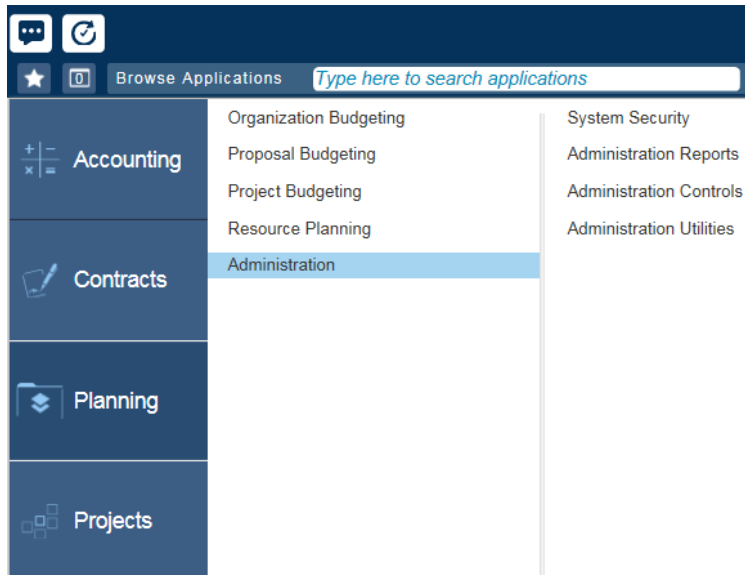 0 Browse Applications Type here to search applications
Accounting
Contracts
Planning
Projects
Organization Budgeting
Proposal Budgeting
Project Budgeting
Resource Planning
Administration
System Security
Administration Reports
Administration Controls
Administration Utilities